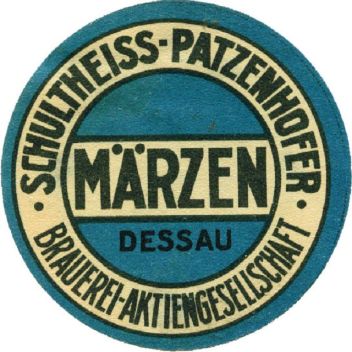 SCHULTHEISS-PATZENHOFER
MÄRZEN
DESSAU
BRAUEREI-AKTIENGESELLSCHAFT